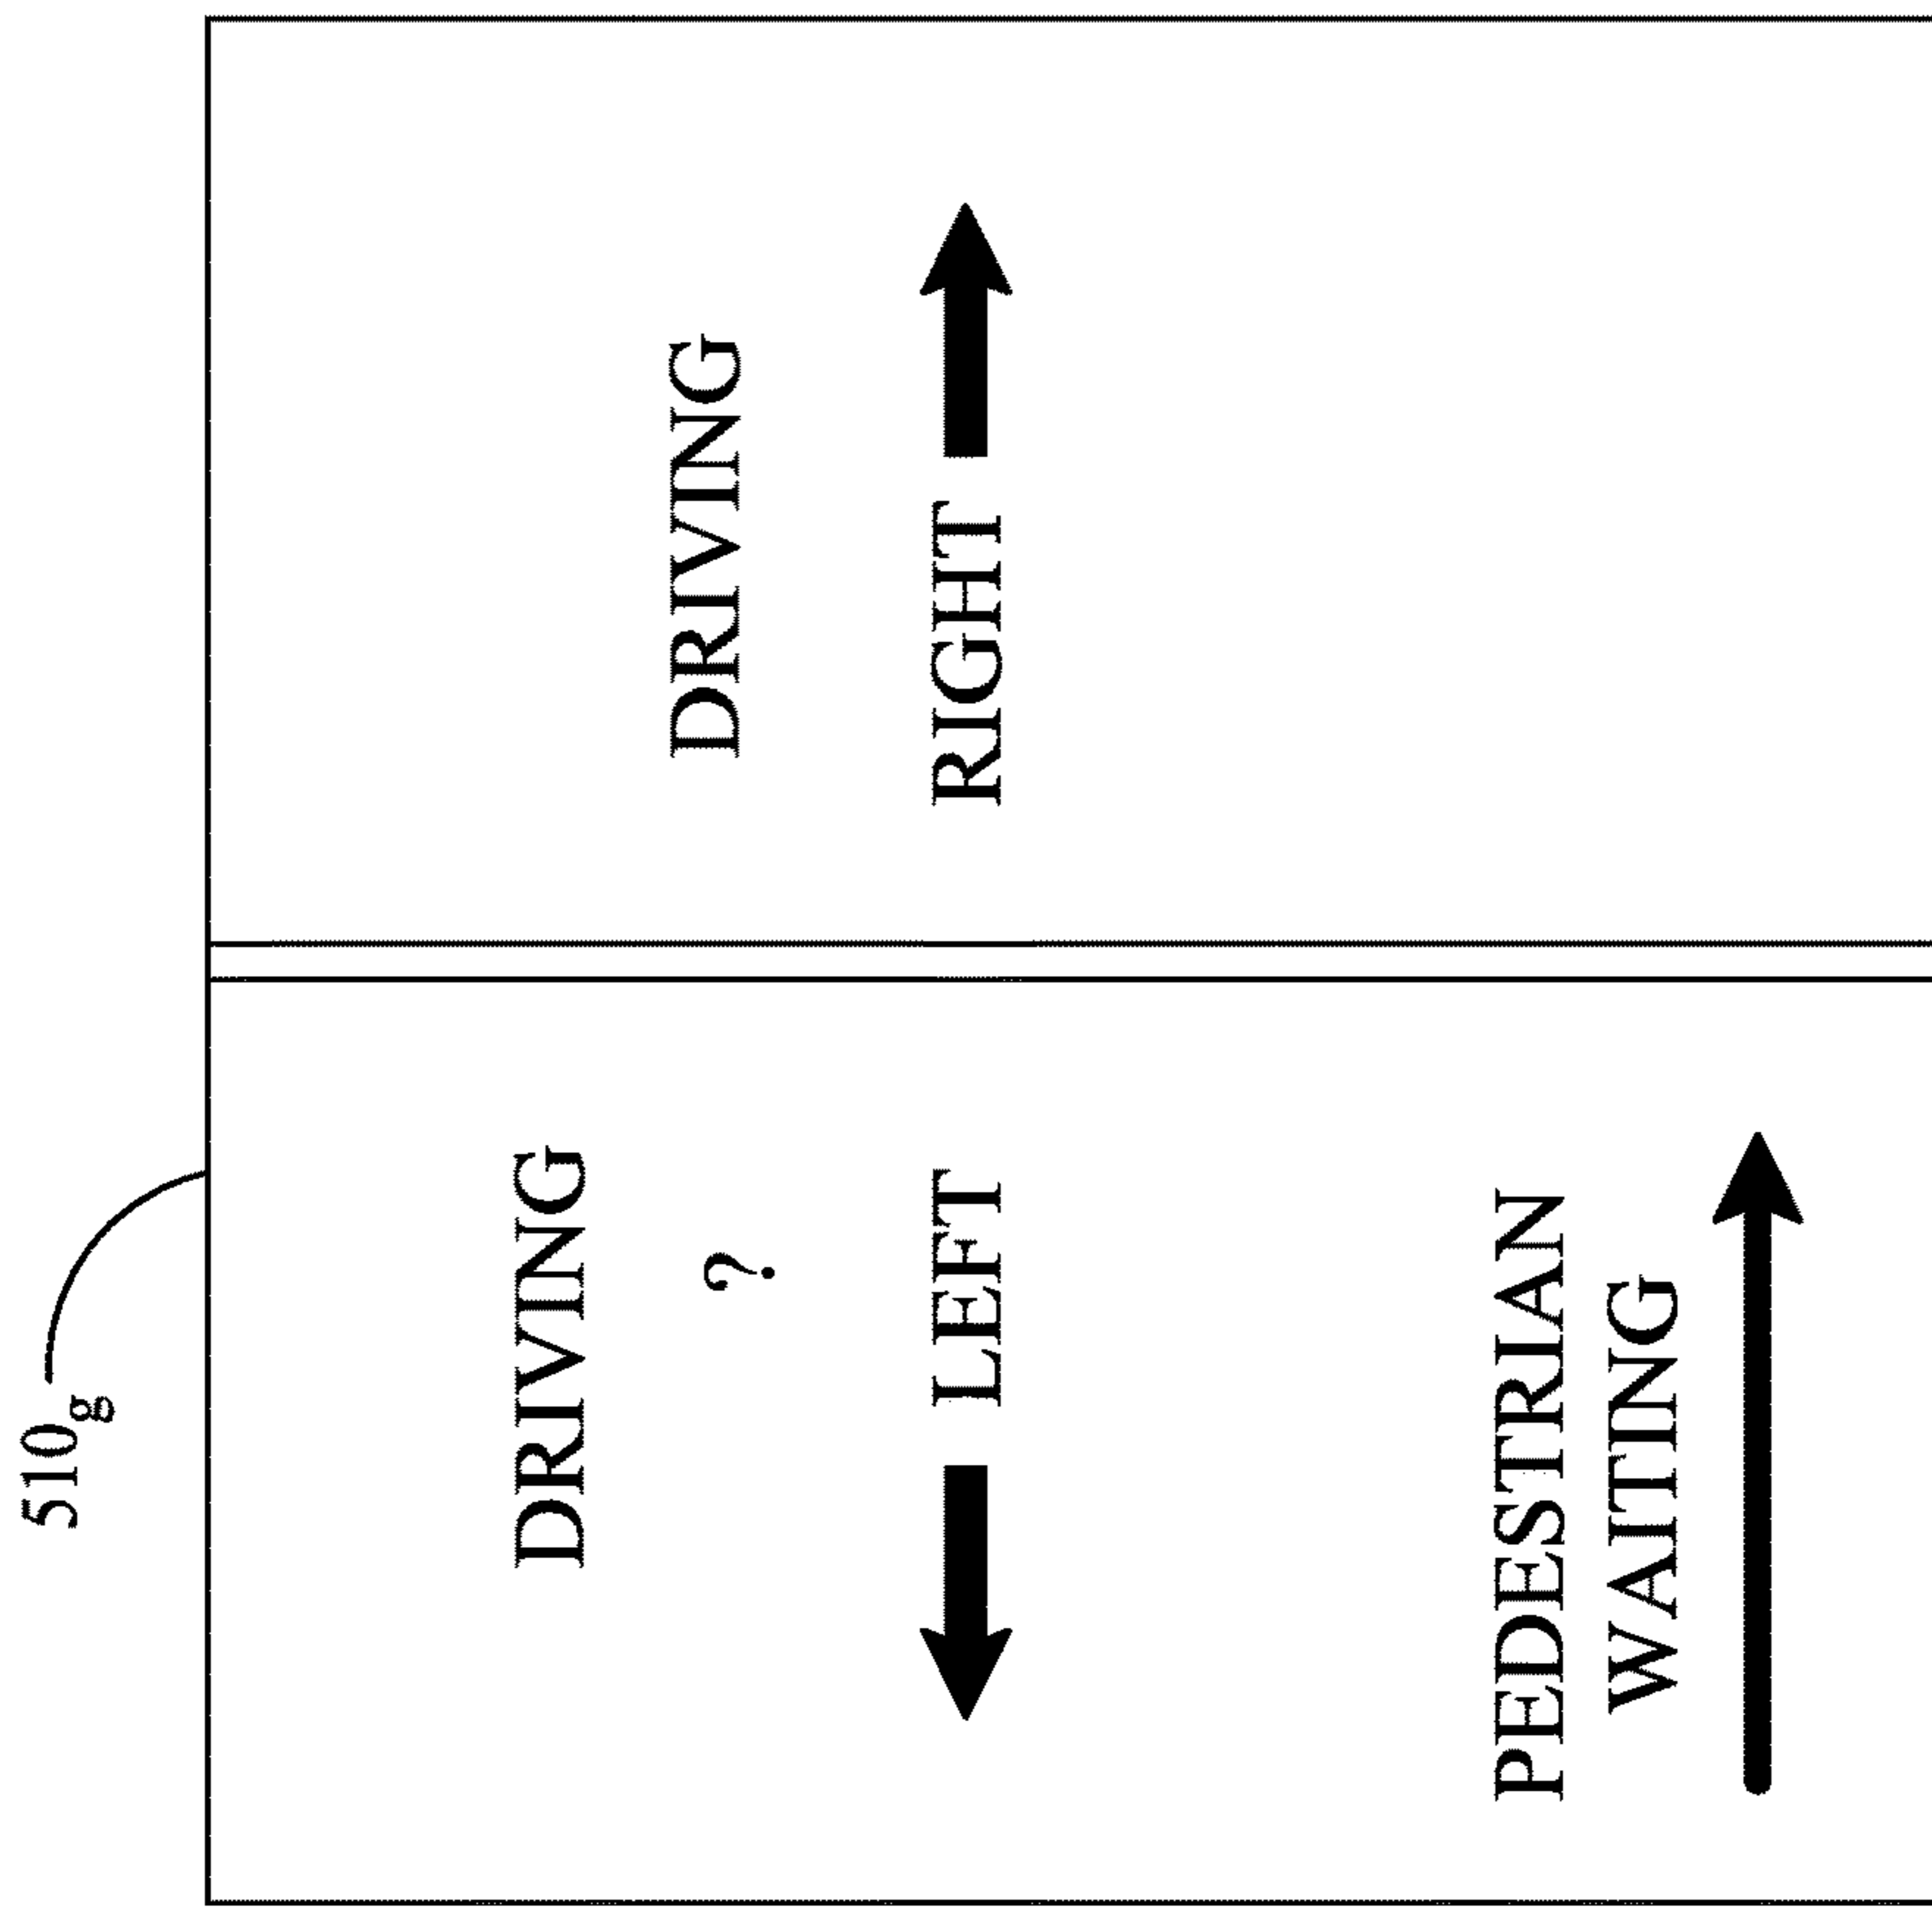 510g
DRIVING
?
← LEFT
PEDESTRIAN
WAITING
DRIVING
RIGHT →